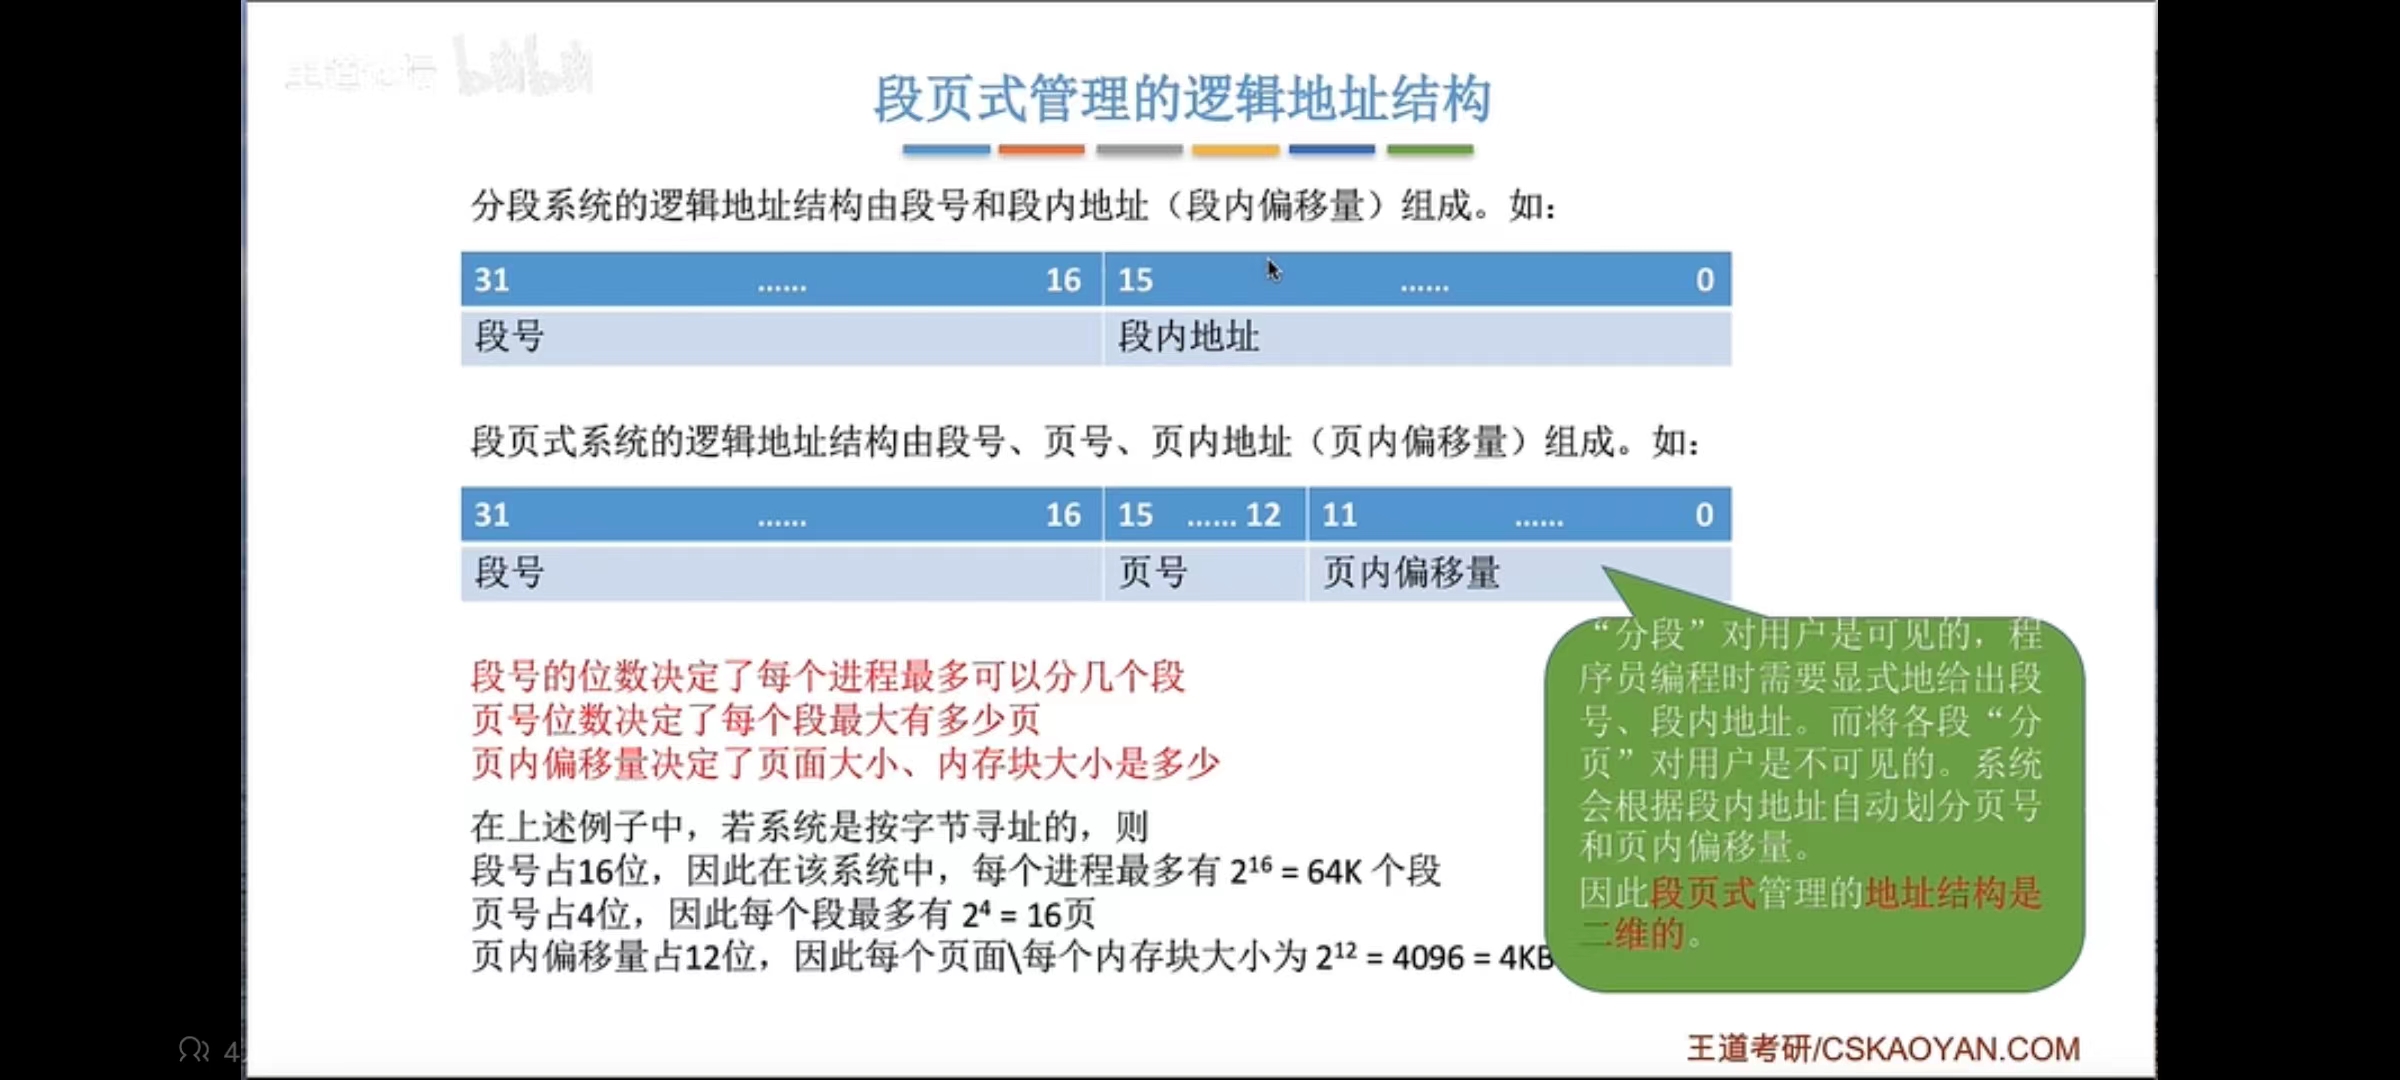 bilibili
段页式管理的逻辑地址结构
分段系统的逻辑地址结构由段号和段内地址（段内偏移量）组成。如：
31 …… 16 15 …… 0
段号 段内地址
段页式系统的逻辑地址结构由段号、页号、页内地址（页内偏移量）组成。如：
31 …… 16 15 …… 12 11 …… 0
段号 页号 页内偏移量
段号的位数决定了每个进程最多可以分几个段
页号位数决定了每个段最大有多少页
页内偏移量决定了页面大小、内存块大小是多少
在上述例子中，若系统是按字节寻址的，则
段号占16位，因此在该系统中，每个进程最多有 2¹⁶ = 64K 个段
页号占4位，因此每个段最多有 2⁴ = 16页
页内偏移量占12位，因此每个页面\每个内存块大小为 2¹² = 4096 = 4KB
“分段”对用户是可见的，程
序员编程时需要显式地给出段
号、段内地址。而将各段“分
页”对用户是不可见的。系统
会根据段内地址自动划分页号
和页内偏移量。
因此段页式管理的地址结构是
二维的。
王道考研/CSKAOYAN.COM